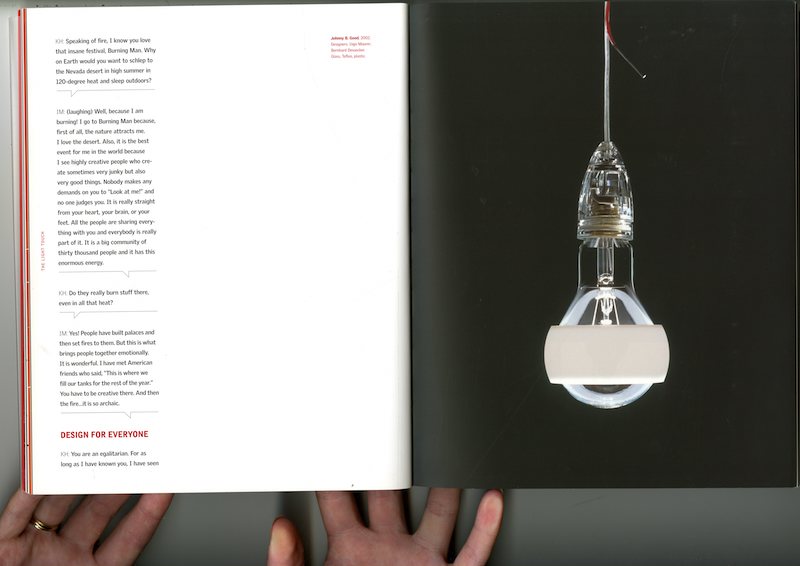 KH: Speaking of fire, I know you love
that insane festival, Burning Man. Why
on Earth would you want to schlep to
the Nevada desert in high summer in
120-degree heat and sleep outdoors?
IM: (laughing) Well, because I am
burning! I go to Burning Man because,
first of all, the nature attracts me.
I love the desert. Also, it is the best
event for me in the world because
I see highly creative people who cre-
ate sometimes very junky but also
very good things. Nobody makes any
demands on you to "Look at me!" and
no one judges you. It is really straight
from your heart, your brain, or your
feet. All the people are sharing every-
thing with you and everybody is really
part of it. It is a big community of
thirty thousand people and it has this
enormous energy.
KH: Do they really burn stuff there,
even in all that heat?
IM: Yes! People have built palaces and
then set fires to them. But this is what
brings people together emotionally.
It is wonderful. I have met American
friends who said, "This is where we
fill our tanks for the rest of the year."
You have to be creative there. And then
the fire...it is so archaic.
DESIGN FOR EVERYONE
KH: You are an egalitarian. For as
long as I have known you, I have seen
THE LIGHT TOUCH
Johnny B. Good, 2002
Designers: Ingo Maurer,
Bernhard Dessecker
Glass, Teflon, plastic